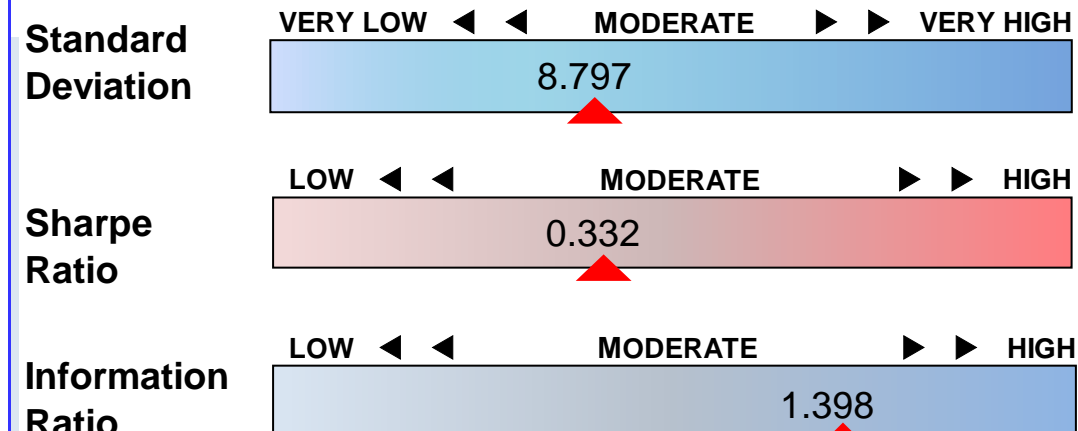 VERY LOW ◄ ◄ MODERATE ► ► VERY HIGH
Standard
Deviation
8.797
LOW ◄ ◄ MODERATE ► ► HIGH
Sharpe
Ratio
0.332
LOW ◄ ◄ MODERATE ► ► HIGH
Information
Ratio
1.398